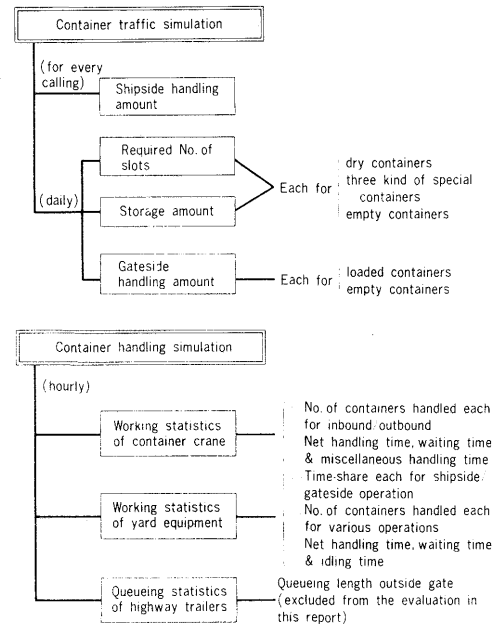 Container traffic simulation
(for every
calling)
Shipside handling
amount
Required No. of
slots
(daily)
Storage amount
Each for
dry containers
three kind of special
containers
empty containers
Gateside
handling amount
Each for
loaded containers
empty containers
Container handling simulation
(hourly)
Working statistics
of container crane
No. of containers handled each
for inbound/outbound
Net handling time, waiting time
& miscellaneous handling time
Working statistics
of yard equipment
Time-share each for shipside/
gateside operation
No. of containers handled each
for various operations
Net handling time, waiting time
& idling time
Queueing statistics
of highway trailers
Queueing length outside gate
(excluded from the evaluation in
this report)